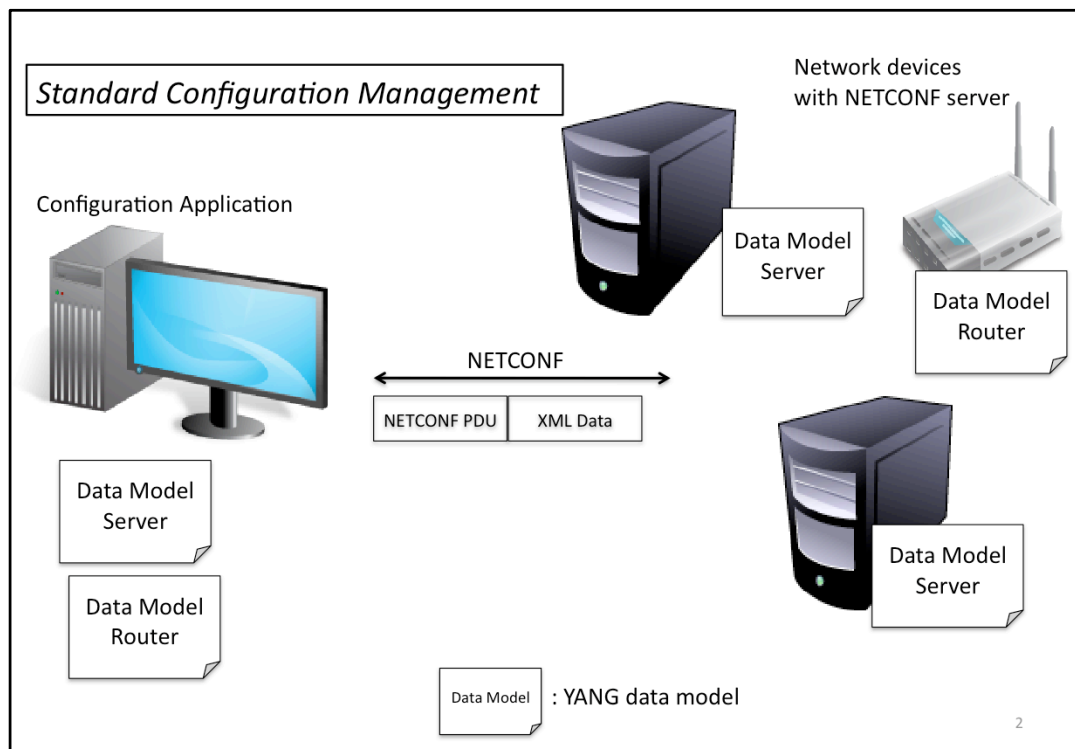 Standard Configuration Management
Network devices
with NETCONF server
Configuration Application
Data Model
Server
Data Model
Router
NETCONF
NETCONF PDU
XML Data
Data Model
Server
Data Model
Router
Data Model
Server
Data Model
: YANG data model
2